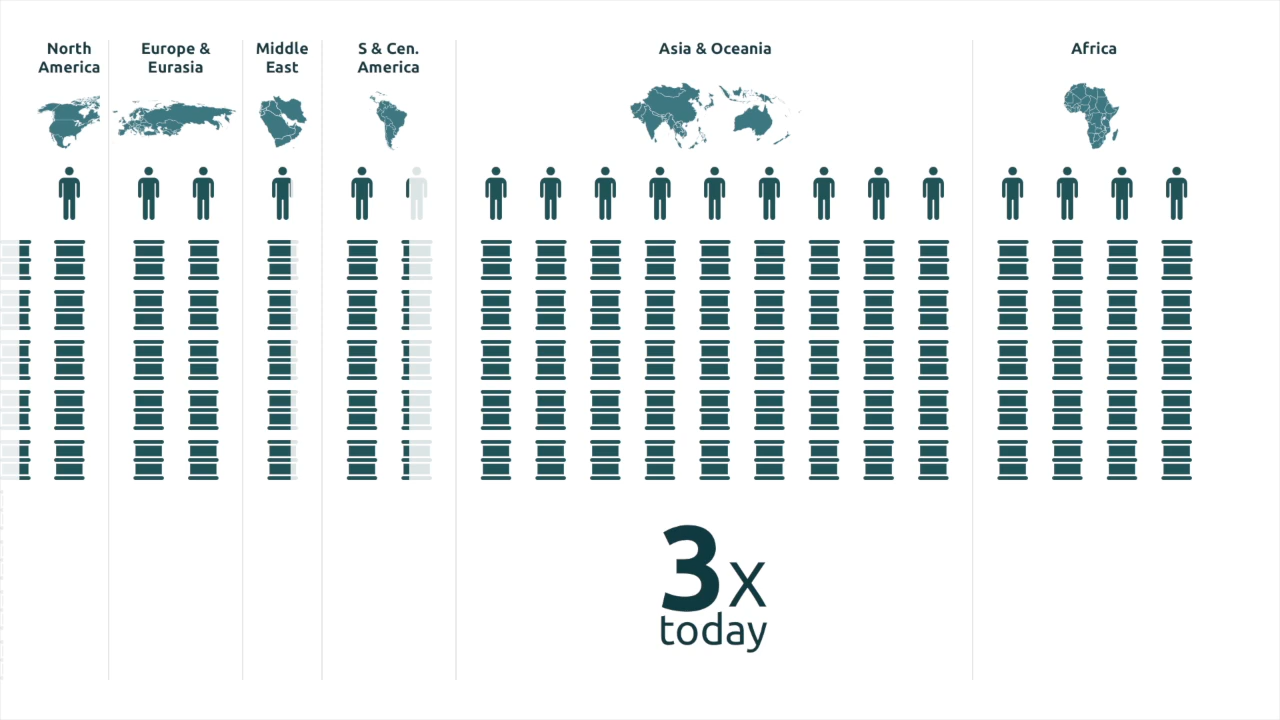 North
America
Europe &
Eurasia
Middle
East
S & Cen.
America
Asia & Oceania
Africa
3x
today